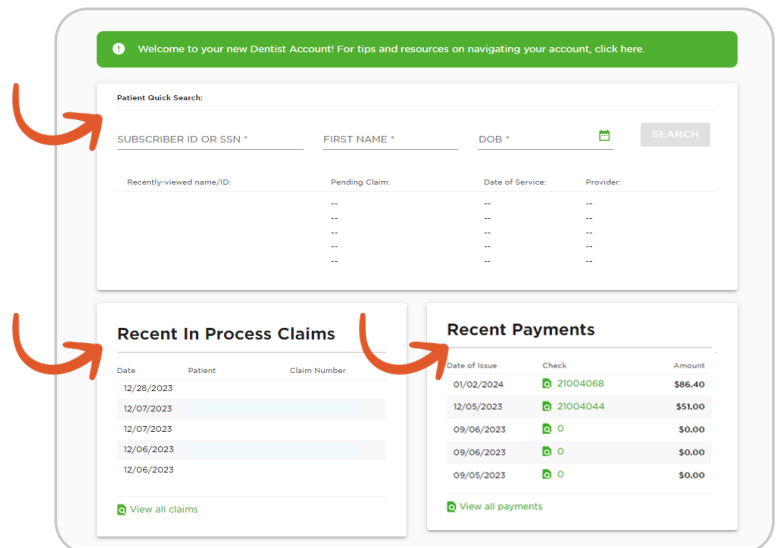 Welcome to your new Dentist Account! For tips and resources on navigating your account, click here.
Patient Quick Search:
SUBSCRIBER ID OR SSN * FIRST NAME * DOB * SEARCH
Recently-viewed name/ID: Pending Claim: Date of Service: Provider:
-- -- --
-- -- --
-- -- --
-- -- --
-- -- --
Recent In Process Claims
Date Patient Claim Number
12/28/2023
12/07/2023
12/07/2023
12/06/2023
12/06/2023
View all claims
Recent Payments
Date of Issue Check Amount
01/02/2024 21004068 $86.40
12/05/2023 21004044 $51.00
09/06/2023 0 $0.00
09/06/2023 0 $0.00
09/05/2023 0 $0.00
View all payments